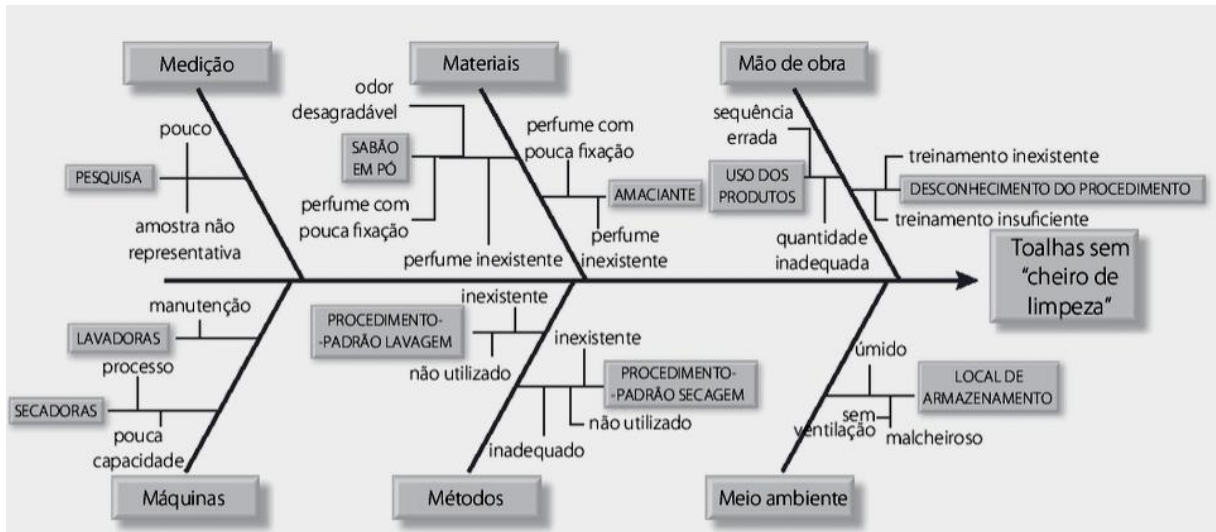 Medição
Materiais
Mão de obra
pouco
PESQUISA
amostra não
representativa
odor
desagradável
SABÃO
EM PÓ
perfume com
pouca fixação
perfume inexistente
perfume com
pouca fixação
AMACIANTE
perfume
inexistente
sequência
errada
USO DOS
PRODUTOS
quantidade
inadequada
treinamento inexistente
DESCONHECIMENTO DO PROCEDIMENTO
treinamento insuficiente
Toalhas sem
“cheiro de
limpeza”
manutenção
LAVADORAS
processo
SECADORAS
pouca
capacidade
inexistente
PROCEDIMENTO-
-PADRÃO LAVAGEM
não utilizado
inexistente
PROCEDIMENTO-
-PADRÃO SECAGEM
não utilizado
inadequado
úmido
LOCAL DE
ARMAZENAMENTO
sem
ventilação
malcheiroso
Máquinas
Métodos
Meio ambiente